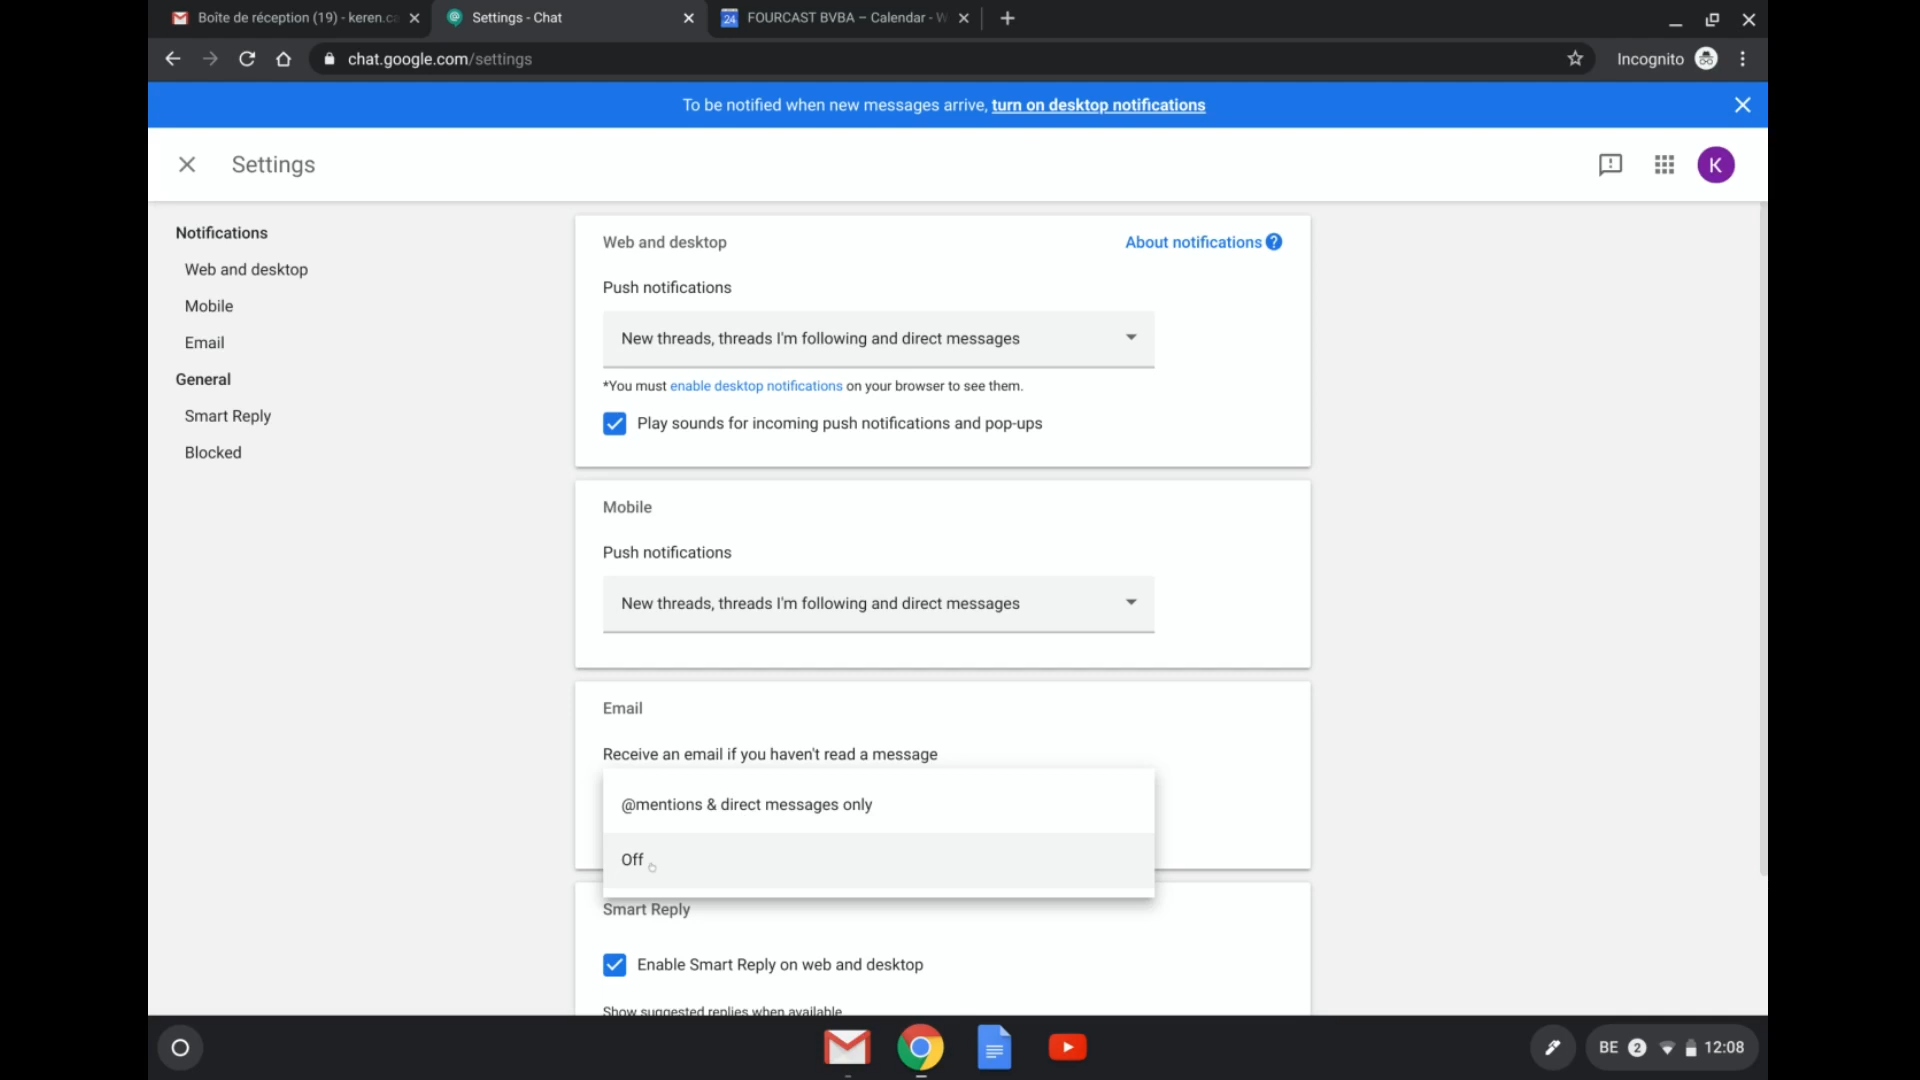 Boîte de réception (19) - keren.c
Settings - Chat
24
FOURCAST BVBA – Calendar - W
chat.google.com/settings
Incognito
To be notified when new messages arrive, turn on desktop notifications
Settings
K
Notifications
Web and desktop
Mobile
Email
General
Smart Reply
Blocked
Web and desktop
About notifications ?
Push notifications
New threads, threads I'm following and direct messages
*You must enable desktop notifications on your browser to see them.
Play sounds for incoming push notifications and pop-ups
Mobile
Push notifications
New threads, threads I'm following and direct messages
Email
Receive an email if you haven't read a message
@mentions & direct messages only
Off
Smart Reply
Enable Smart Reply on web and desktop
Show suggested replies when available
BE 2 12:08